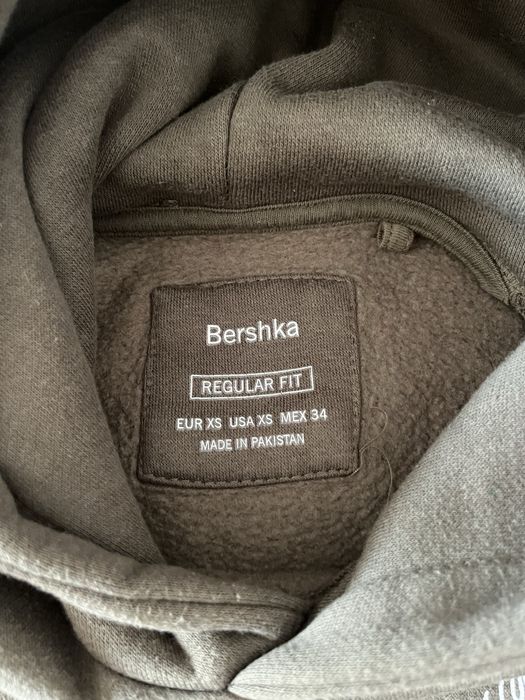 Bershka
REGULAR FIT
EUR XS USA XS MEX 34
MADE IN PAKISTAN